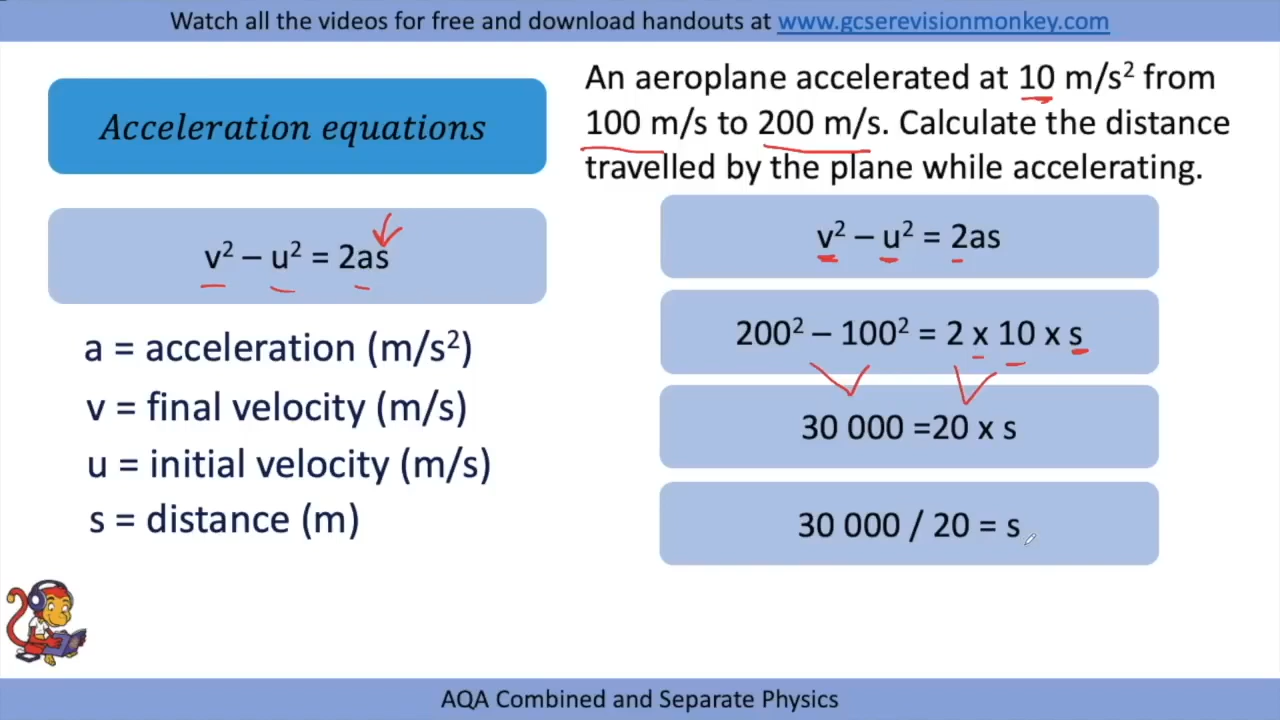 Watch all the videos for free and download handouts at www.gcserevisionmonkey.com
Acceleration equations
v² – u² = 2as
a = acceleration (m/s²)
v = final velocity (m/s)
u = initial velocity (m/s)
s = distance (m)
An aeroplane accelerated at 10 m/s² from
100 m/s to 200 m/s. Calculate the distance
travelled by the plane while accelerating.
v² – u² = 2as
200² – 100² = 2 x 10 x s
30 000 =20 x s
30 000 / 20 = s
AQA Combined and Separate Physics